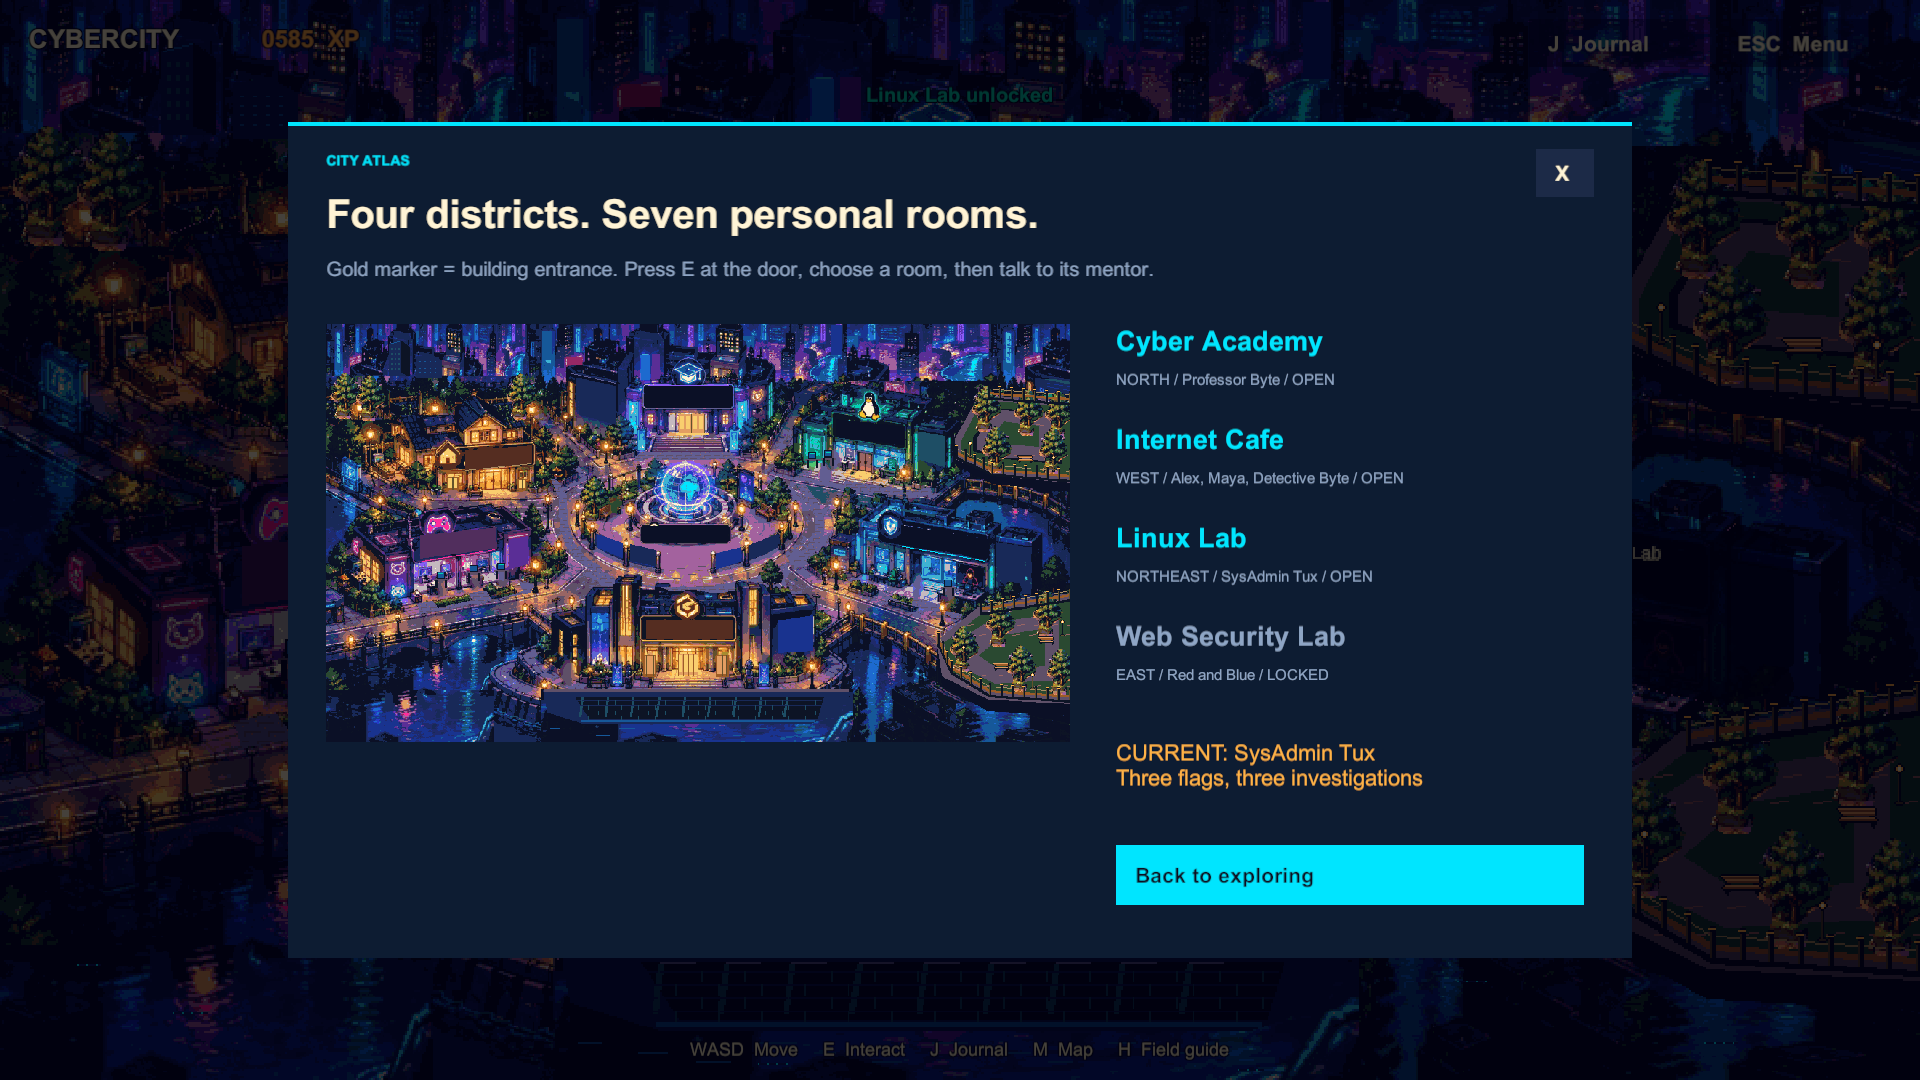 CYBERCITY
0585 XP
J Journal
ESC Menu
Linux Lab unlocked
CITY ATLAS
X
Four districts. Seven personal rooms.
Gold marker = building entrance. Press E at the door, choose a room, then talk to its mentor.
Cyber Academy
NORTH / Professor Byte / OPEN
Internet Cafe
WEST / Alex, Maya, Detective Byte / OPEN
Linux Lab
NORTHEAST / SysAdmin Tux / OPEN
Lab
Web Security Lab
EAST / Red and Blue / LOCKED
CURRENT: SysAdmin Tux
Three flags, three investigations
Back to exploring
WASD Move E Interact J Journal M Map H Field guide